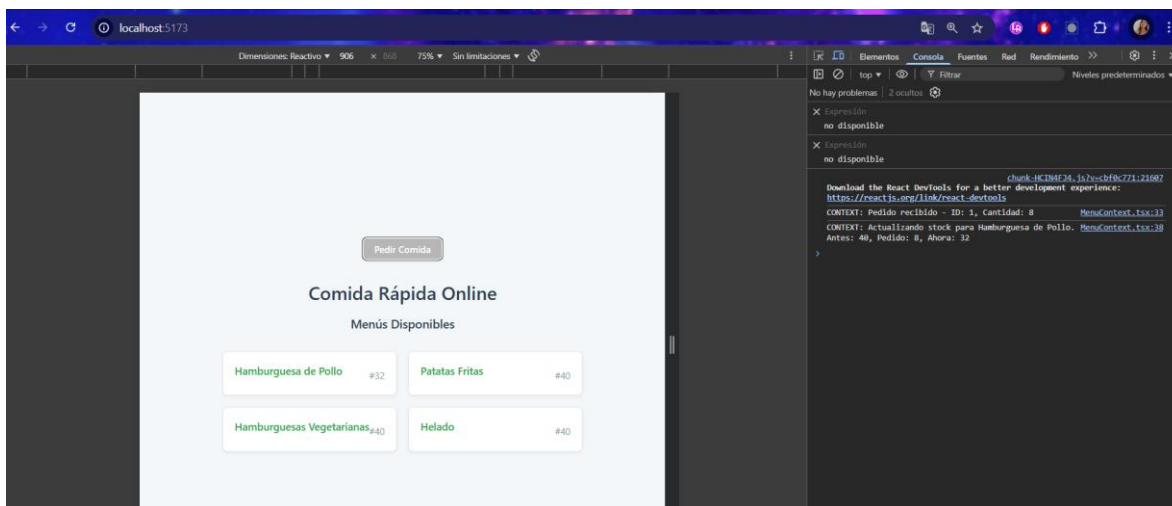 localhost:5173
Dimensiones: Reactivo ▼ 906 × 868 75% ▼ Sin limitaciones ▼
Elementos Consola Fuentes Red Rendimiento
top ▼ Filtrar Niveles predeterminados ▼
No hay problemas 2 ocultos
Expresión
no disponible
Expresión
no disponible
chunk-HCIN4FJ4.js?v=cbf0c771:21607
Download the React DevTools for a better development experience:
https://reactjs.org/link/react-devtools
CONTEXT: Pedido recibido - ID: 1, Cantidad: 8 MenuContext.tsx:33
CONTEXT: Actualizando stock para Hamburguesa de Pollo. MenuContext.tsx:38
Antes: 40, Pedido: 8, Ahora: 32
Pedir Comida
Comida Rápida Online
Menús Disponibles
Hamburguesa de Pollo #32
Patatas Fritas #40
Hamburguesas Vegetarianas #40
Helado #40